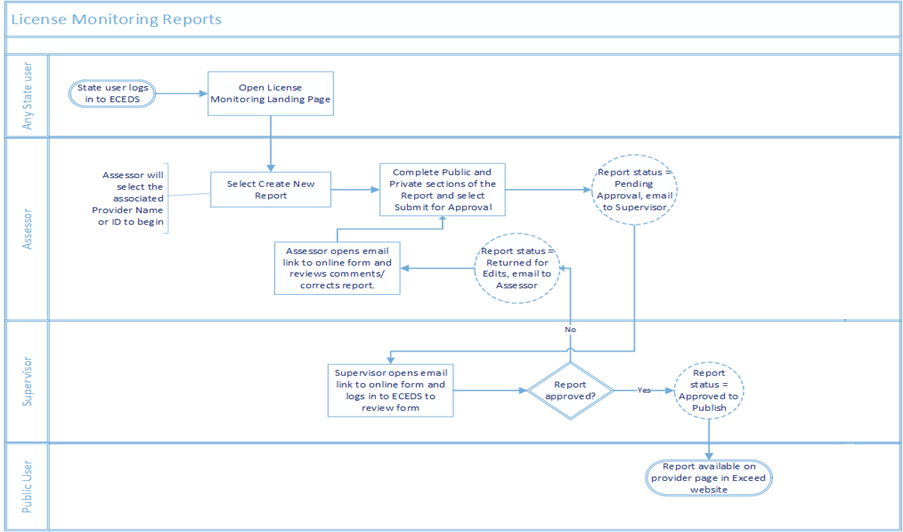 License Monitoring Reports
Any State user
State user logs
in to ECEDS
Open License
Monitoring Landing Page
Assessor
Assessor will
select the
associated
Provider Name
or ID to begin
Select Create New
Report
Complete Public and
Private sections of the
Report and select
Submit for Approval
Report status =
Pending
Approval, email
to Supervisor
Assessor opens email
link to online form and
reviews comments/
corrects report.
Report status =
Returned for
Edits, email to
Assessor
No
Supervisor
Supervisor opens email
link to online form and
logs in to ECEDS to
review form
Report
approved?
Yes
Report
status =
Approved to
Publish
Public User
Report available on
provider page in Exceed
website